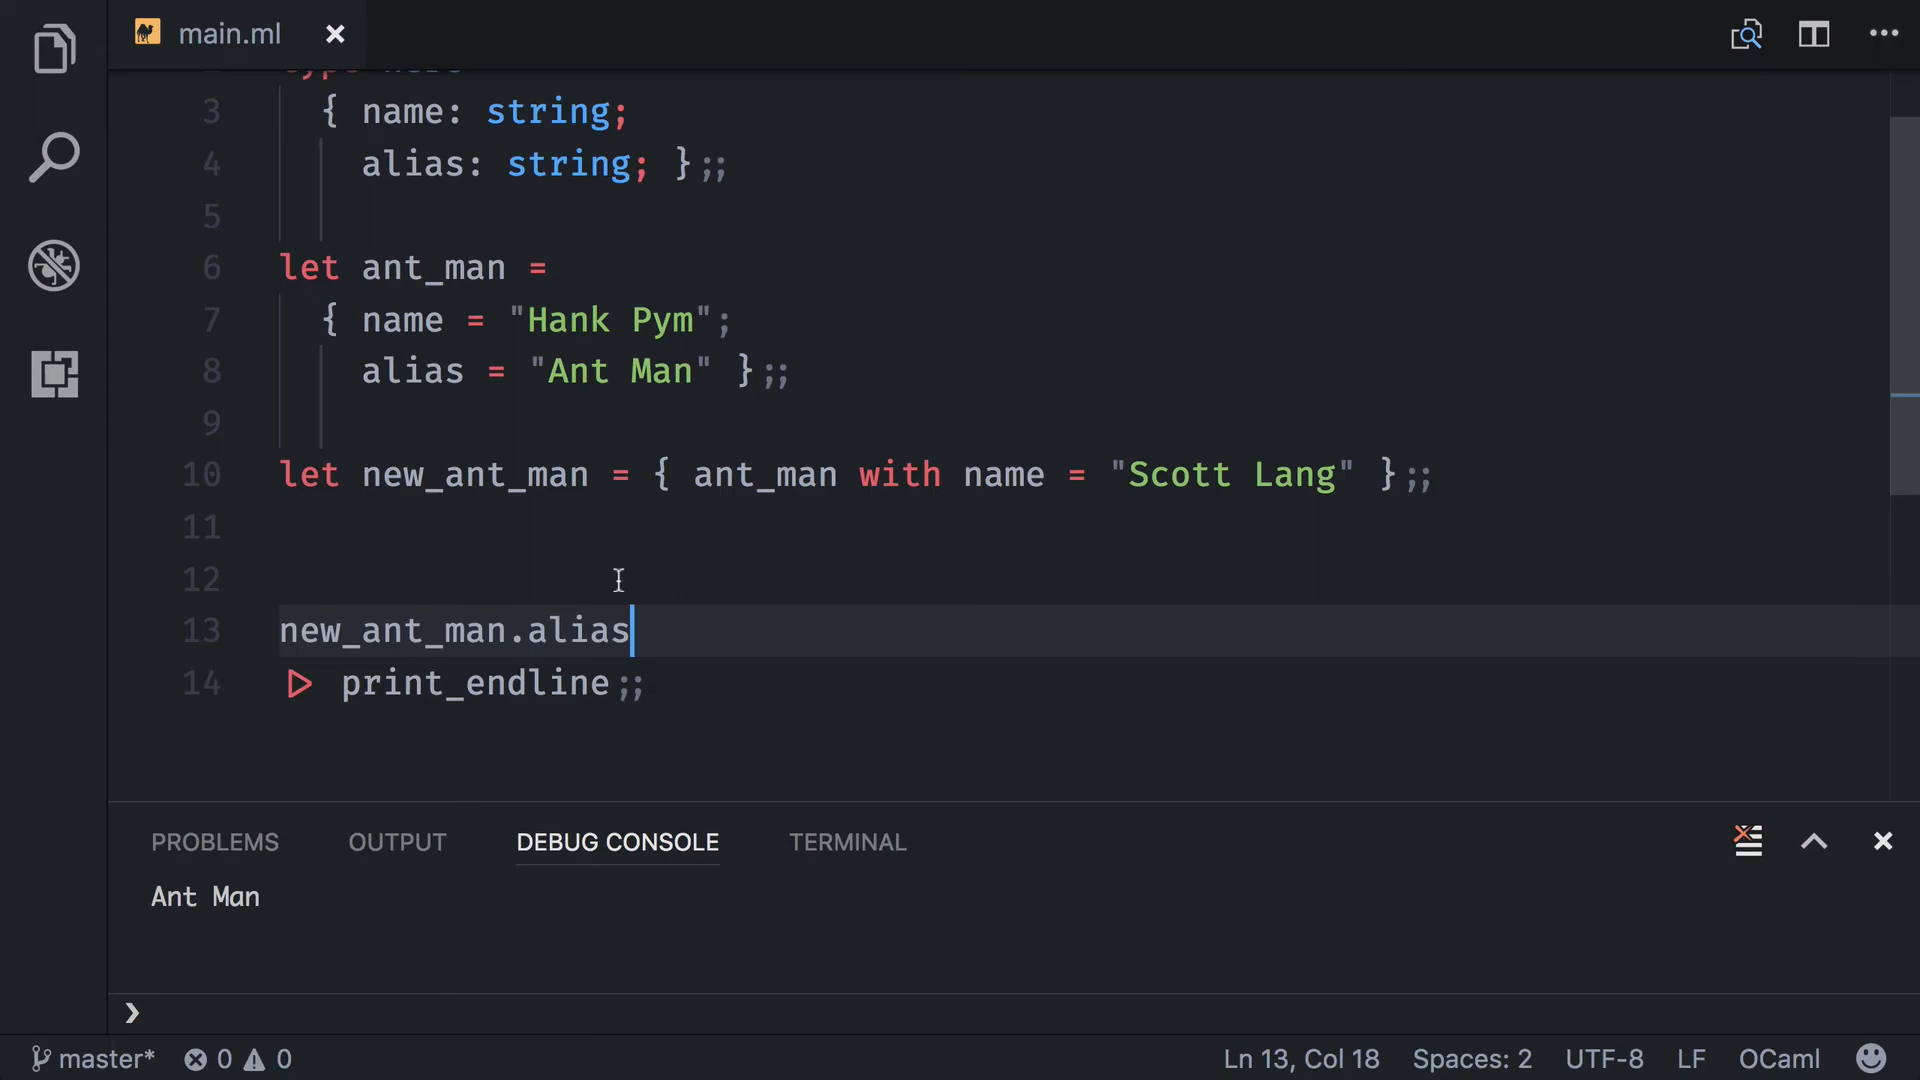 main.ml
3 { name: string;
4 alias: string; };;
5
6 let ant_man =
7 { name = "Hank Pym";
8 alias = "Ant Man" };;
9
10 let new_ant_man = { ant_man with name = "Scott Lang" };;
11
12
13 new_ant_man.alias
14 |> print_endline;;
PROBLEMS OUTPUT DEBUG CONSOLE TERMINAL
Ant Man
master* 0 0 Ln 13, Col 18 Spaces: 2 UTF-8 LF OCaml